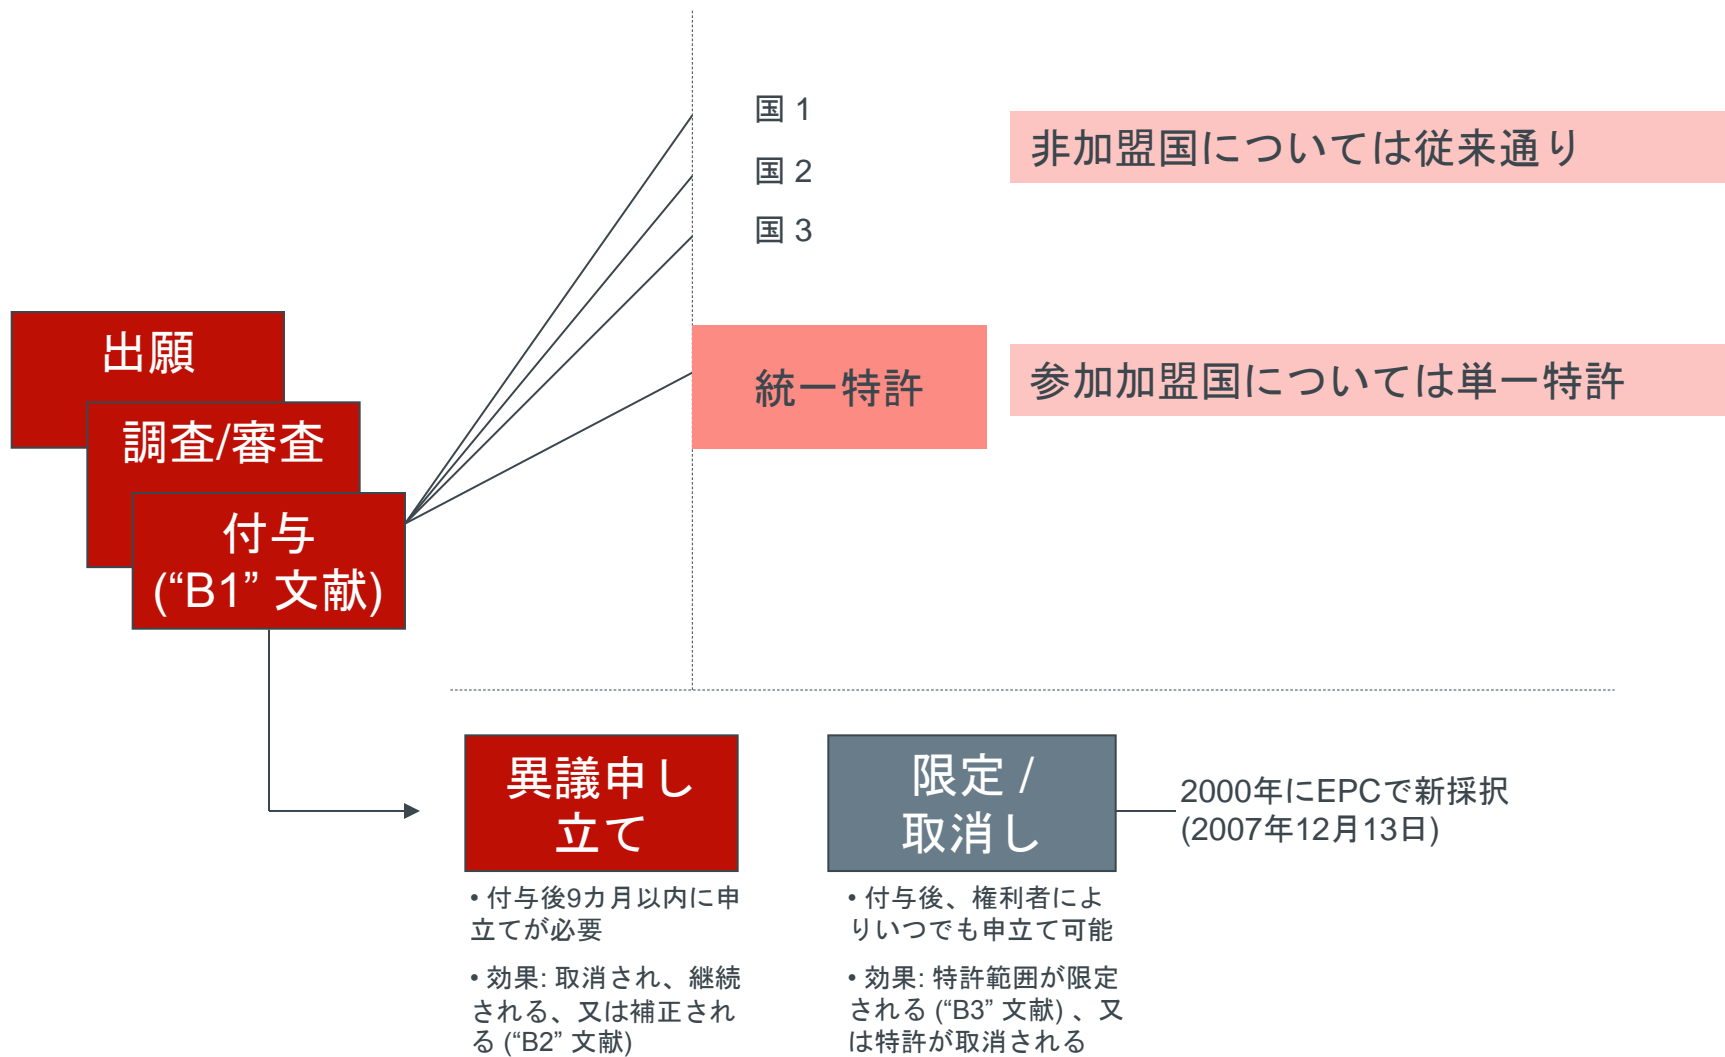 国 1
国 2
国 3
非加盟国については従来通り
出願
調査/審査
付与
(“B1” 文献)
統一特許
参加加盟国については単一特許
異議申し
立て
• 付与後9カ月以内に申
立てが必要
• 効果: 取消され、継続
される、又は補正され
る (“B2” 文献)
限定 /
取消し
• 付与後、権利者によ
りいつでも申立て可能
• 効果: 特許範囲が限定
される (“B3” 文献) 、又
は特許が取消される
2000年にEPCで新採択
(2007年12月13日)